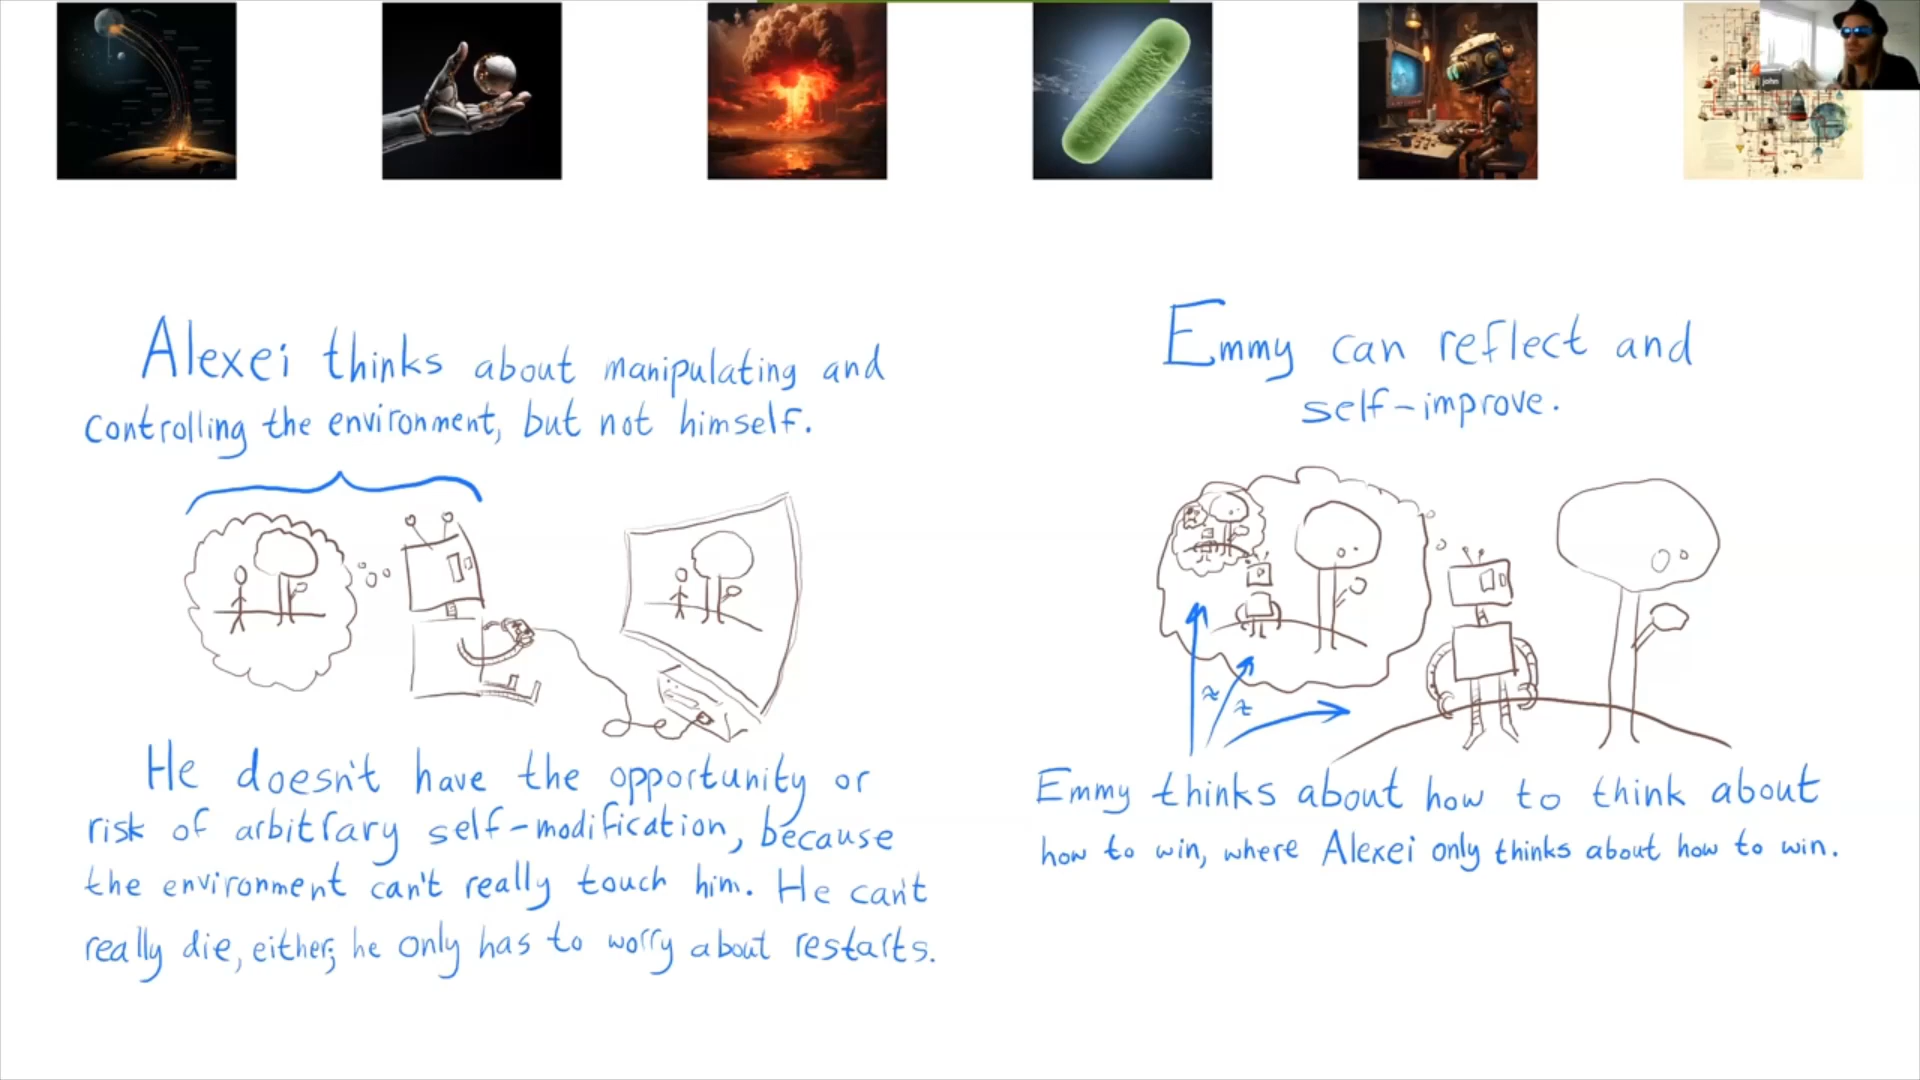 john
Alexei thinks about manipulating and
controlling the environment, but not himself.
He doesn't have the opportunity or
risk of arbitrary self-modification, because
the environment can't really touch him. He can't
really die, either; he only has to worry about restarts.
Emmy can reflect and
self-improve.
Emmy thinks about how to think about
how to win, where Alexei only thinks about how to win.